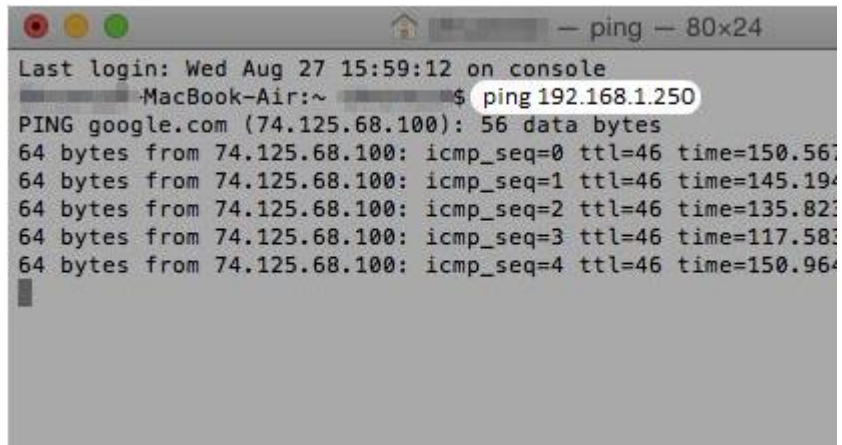 — ping — 80×24
Last login: Wed Aug 27 15:59:12 on console
-MacBook-Air:~ $ ping 192.168.1.250
PING google.com (74.125.68.100): 56 data bytes
64 bytes from 74.125.68.100: icmp_seq=0 ttl=46 time=150.567
64 bytes from 74.125.68.100: icmp_seq=1 ttl=46 time=145.194
64 bytes from 74.125.68.100: icmp_seq=2 ttl=46 time=135.823
64 bytes from 74.125.68.100: icmp_seq=3 ttl=46 time=117.583
64 bytes from 74.125.68.100: icmp_seq=4 ttl=46 time=150.964